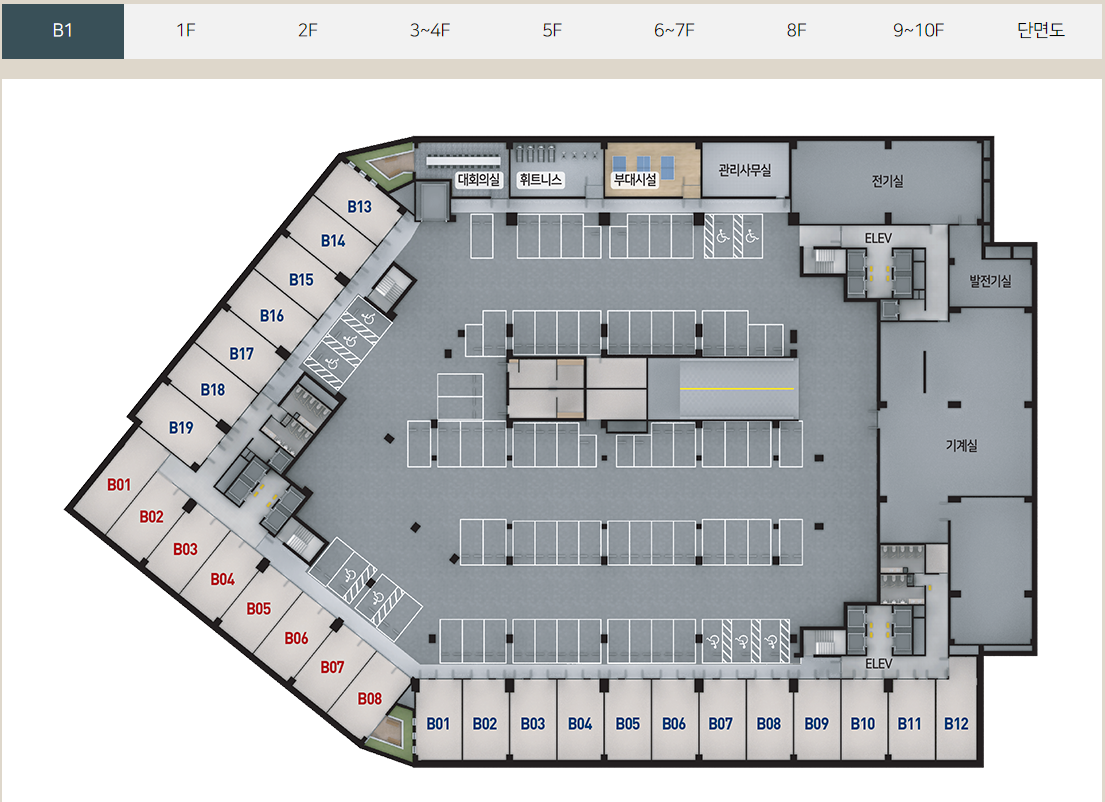 B1 1F 2F 3~4F 5F 6~7F 8F 9~10F 단면도
대회의실 휘트니스 부대시설 관리사무실 전기실
B13
B14
B15
B16
B17
B18
B19
ELEV
발전기실
기계실
B01
B02
B03
B04
B05
B06
B07
B08
ELEV
B01 B02 B03 B04 B05 B06 B07 B08 B09 B10 B11 B12